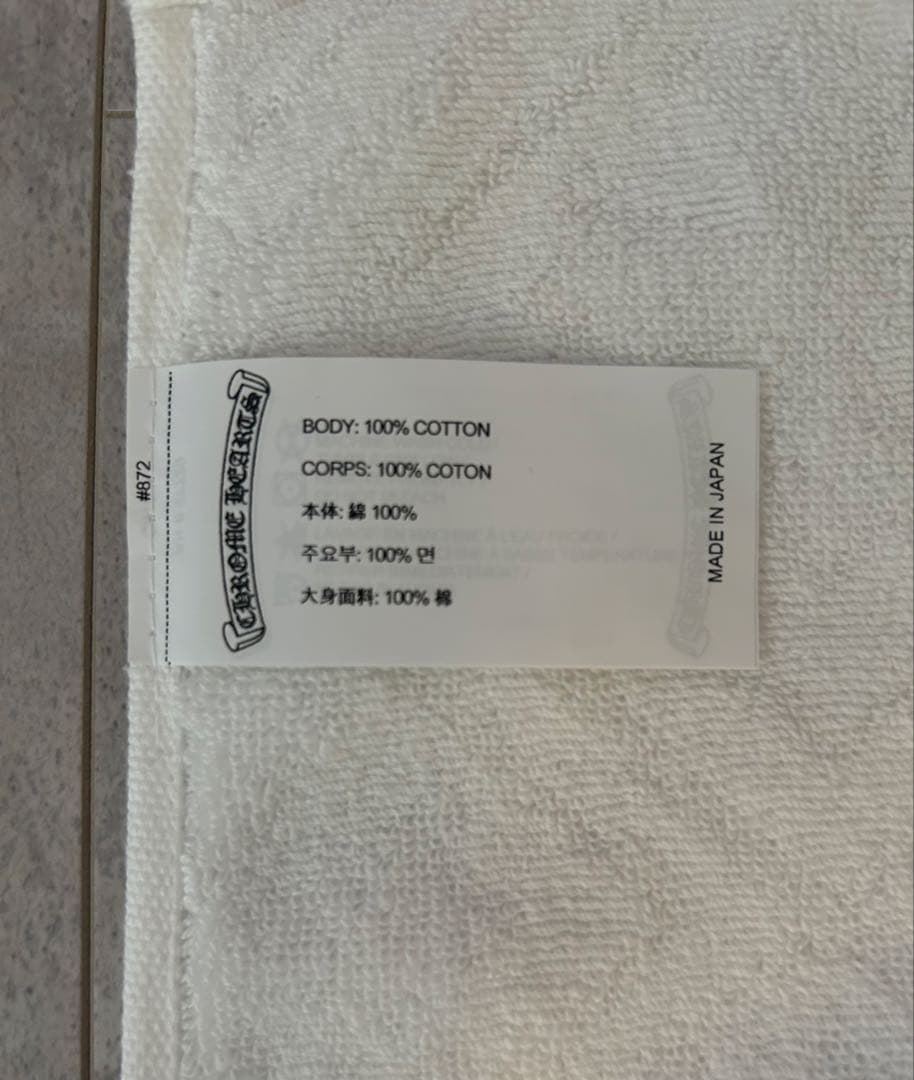 #872
CHROME HEARTS
BODY: 100% COTTON
CORPS: 100% COTON
本体: 綿 100%
주요부: 100% 면
大身面料: 100% 棉
MADE IN JAPAN